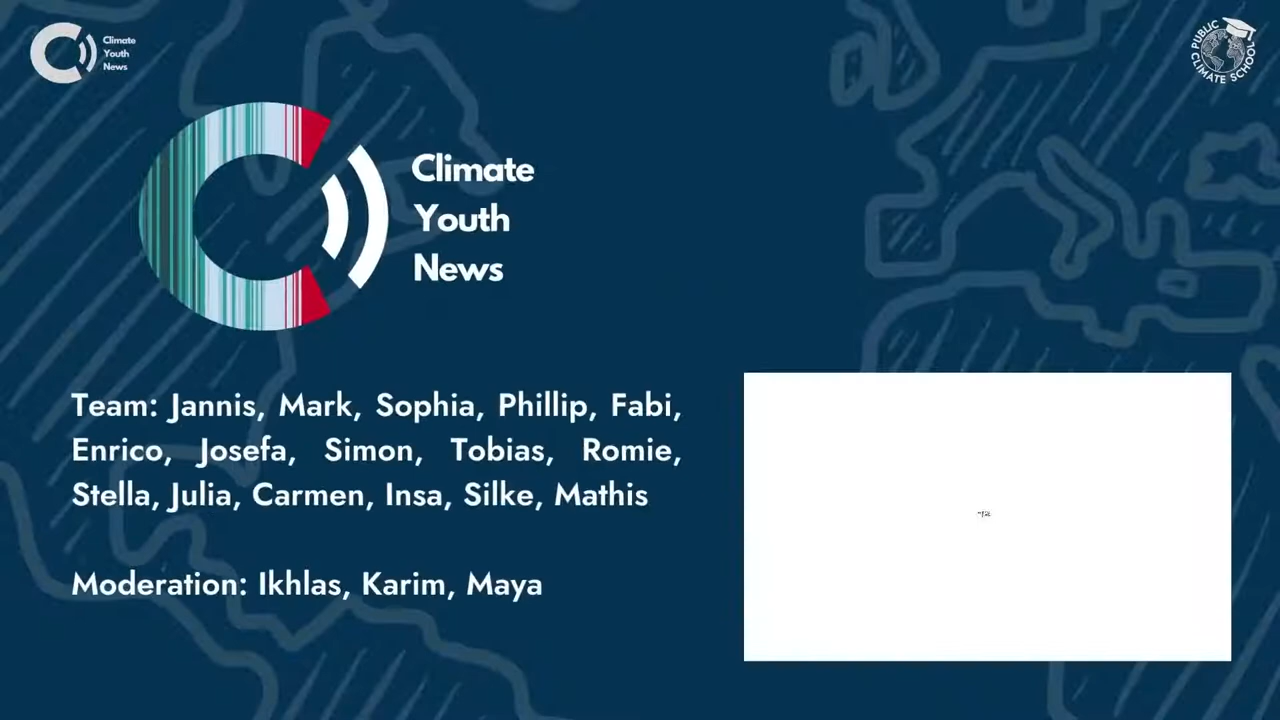 Climate
Youth
News
PUBLIC
CLIMATE SCHOOL
Climate
Youth
News
Team: Jannis, Mark, Sophia, Phillip, Fabi,
Enrico, Josefa, Simon, Tobias, Romie,
Stella, Julia, Carmen, Insa, Silke, Mathis
Moderation: Ikhlas, Karim, Maya